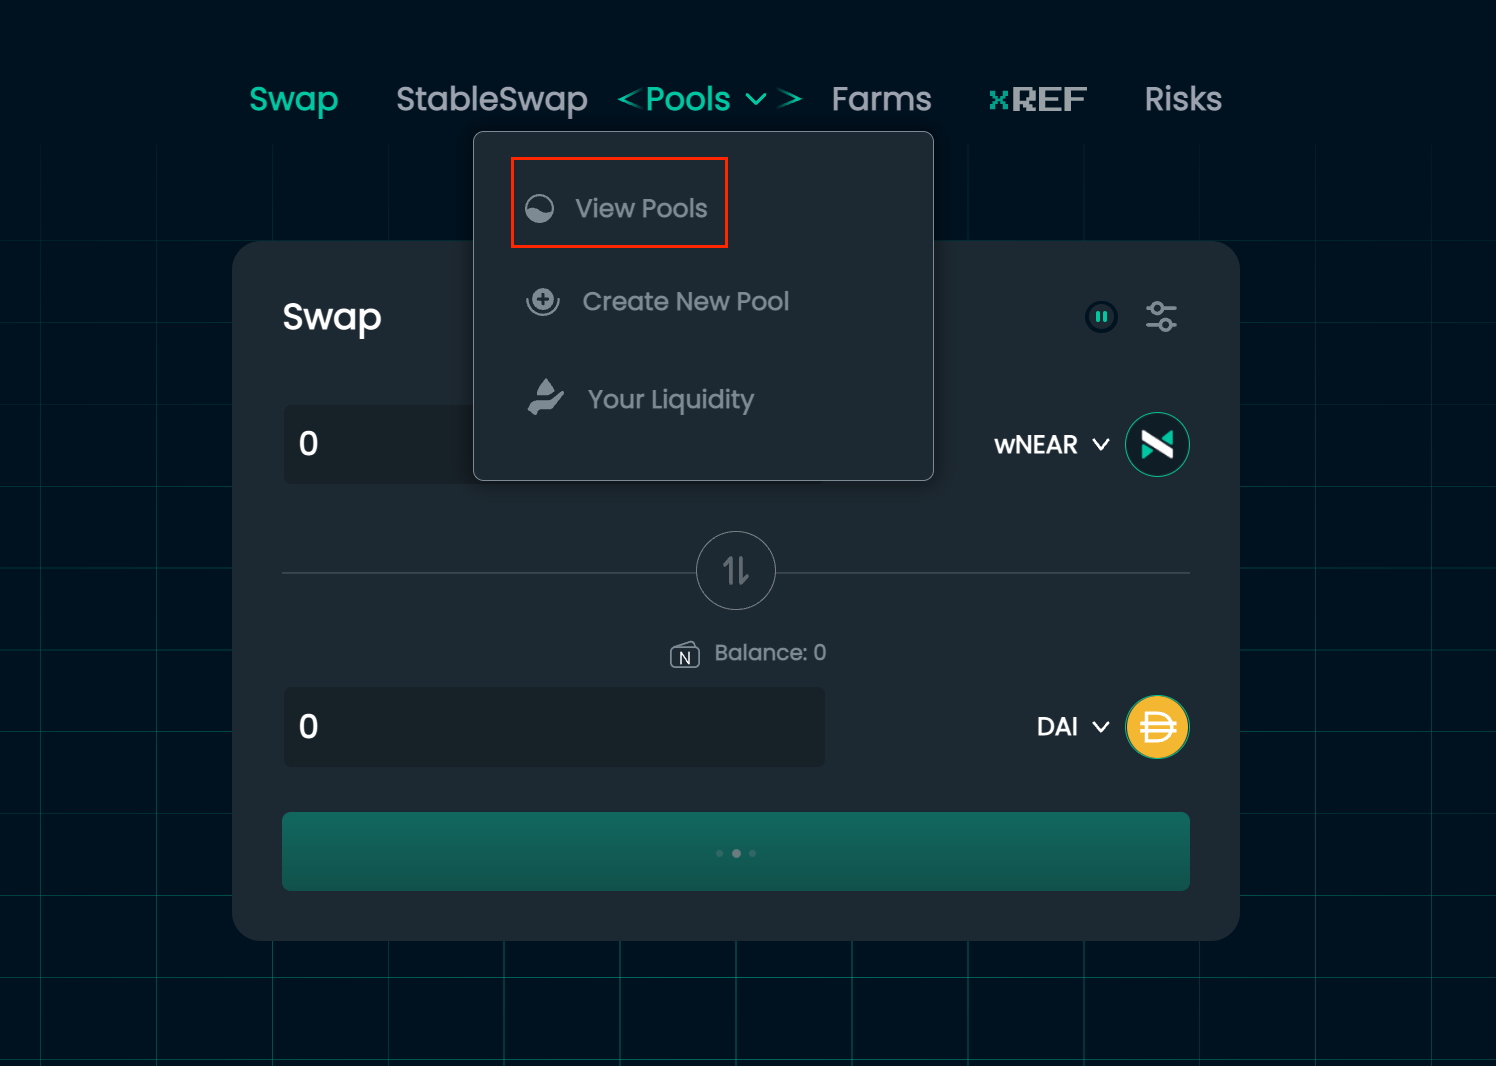 Swap StableSwap <Pools > Farms xREF Risks
View Pools
Create New Pool
Your Liquidity
Swap
0
wNEAR
Balance: 0
N
0
DAI